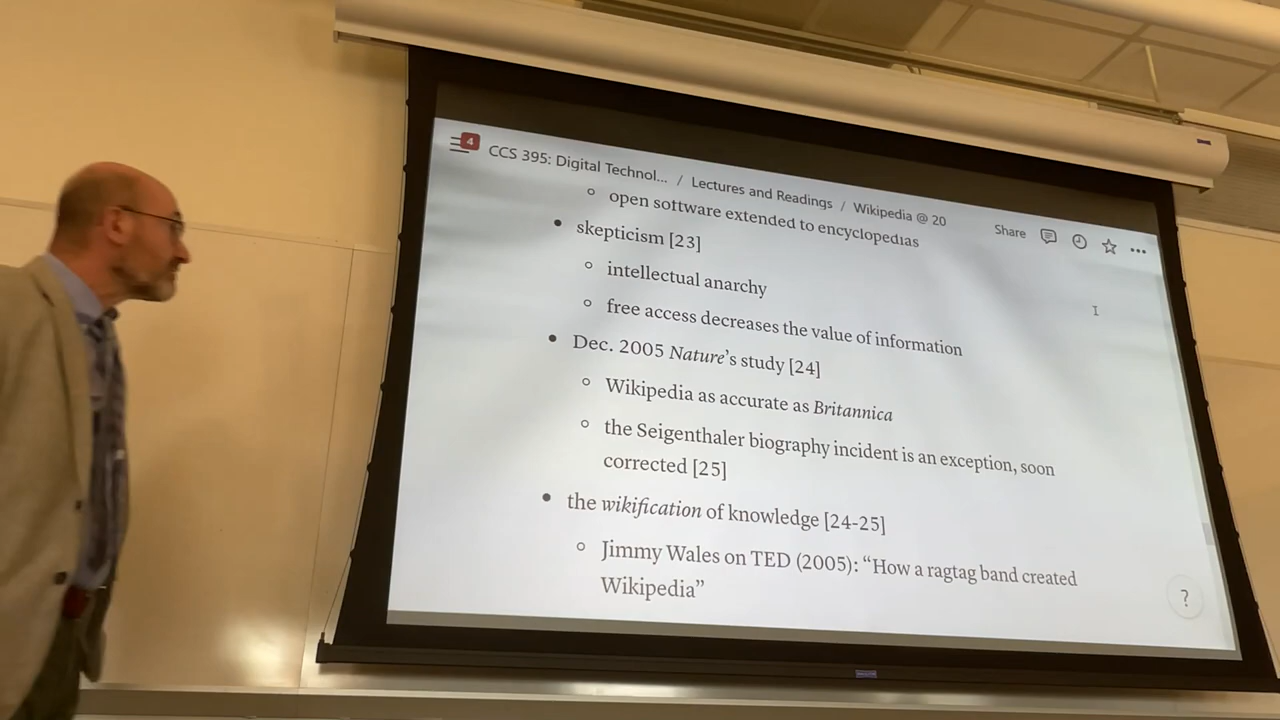 4
CCS 395: Digital Technol... / Lectures and Readings / Wikipedia @ 20
Share
open software extended to encyclopedias
skepticism [23]
intellectual anarchy
free access decreases the value of information
Dec. 2005 Nature's study [24]
Wikipedia as accurate as Britannica
the Seigenthaler biography incident is an exception, soon
corrected [25]
the wikification of knowledge [24-25]
Jimmy Wales on TED (2005): “How a ragtag band created
Wikipedia”
?